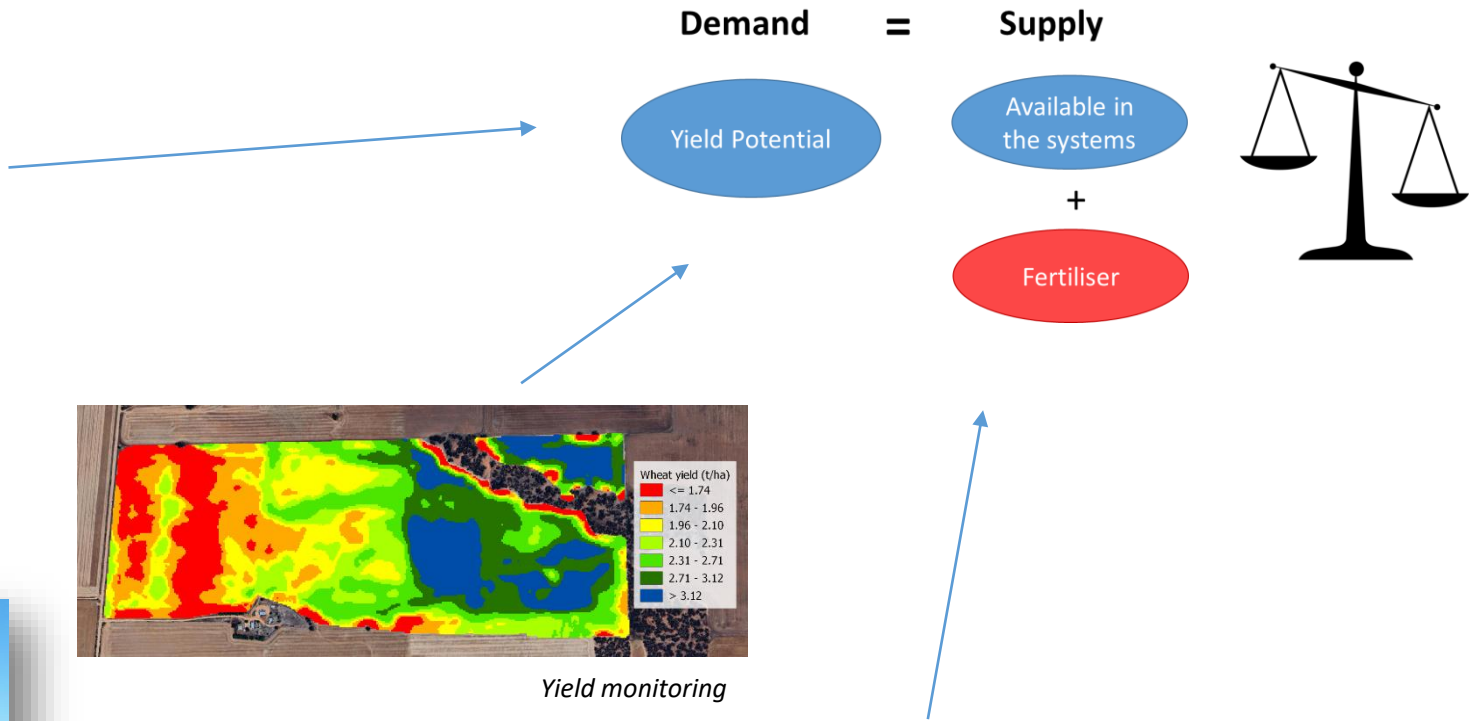 Demand = Supply
Yield Potential
Available in
the systems
+
Fertiliser
Wheat yield (t/ha)
<= 1.74
1.74 - 1.96
1.96 - 2.10
2.10 - 2.31
2.31 - 2.71
2.71 - 3.12
> 3.12
Yield monitoring